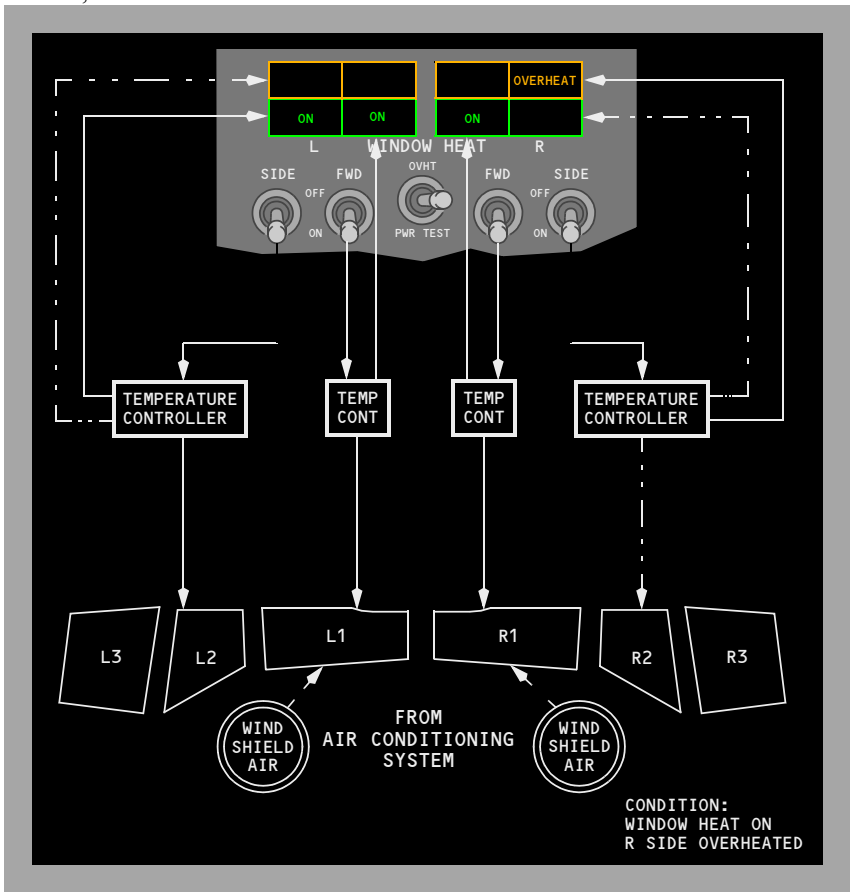 OVERHEAT
ON
ON
ON
L
WINDOW HEAT
R
SIDE
FWD
OVHT
FWD
SIDE
OFF
OFF
ON
PWR TEST
ON
TEMPERATURE
CONTROLLER
TEMP
CONT
TEMP
CONT
TEMPERATURE
CONTROLLER
L3
L2
L1
R1
R2
R3
WIND
SHIELD
AIR
FROM
AIR CONDITIONING
SYSTEM
WIND
SHIELD
AIR
CONDITION:
WINDOW HEAT ON
R SIDE OVERHEATED